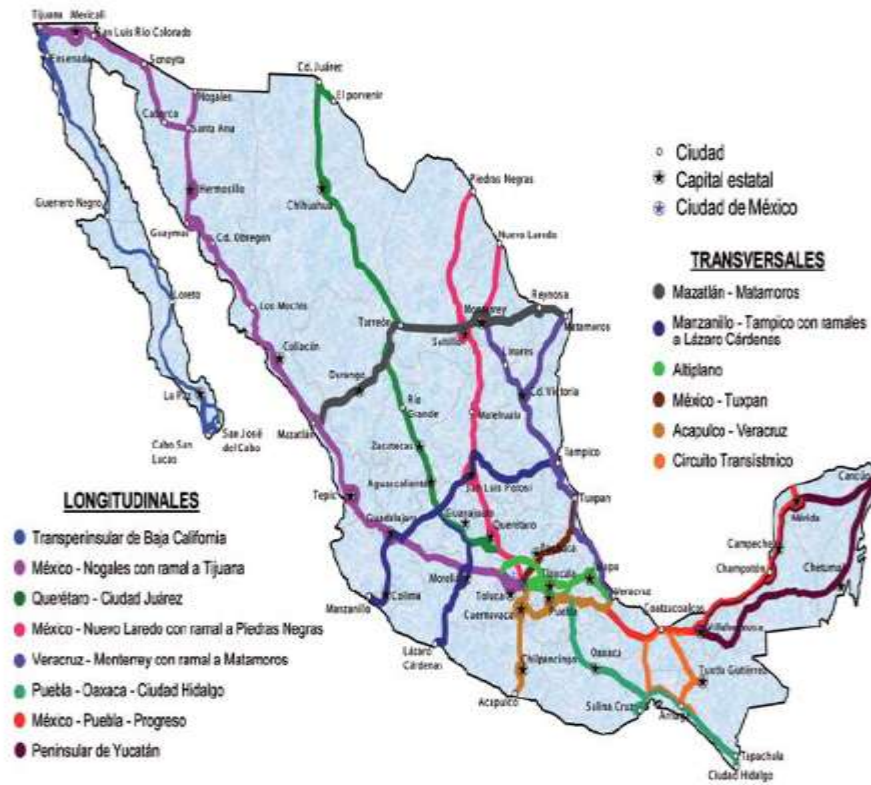 Tijuana Mexicali
San Luis Río Colorado
Ensenada
Sonoyta
Cd. Juárez
El porvenir
Nogales
Caborca
Santa Ana
Hermosillo
Chihuahua
Piedras Negras
Guerrero Negro
Guaymas
Cd. Obregon
Nuevo Laredo
Loreto
Los Mochis
Reynosa
Monterrey
Matamoros
Torreón
Saltillo
Culiacán
Linares
Durango
La Paz
Cd. Victoria
Río
Grande
Matehuala
Cabo San
Lucas
San José
del Cabo
Mazatlán
Zacatecas
Tampico
Aguascalientes
San Luis Potosí
Tepic
Tuxpan
Guanajuato
Guadalajara
Querétaro
Pachuca
Cancún
Mérida
Campeche
Morelia
Tlaxcala
Xalapa
Champotón
Chetumal
Manzanillo
Colima
Toluca
Puebla
Veracruz
Cuernavaca
Coatzacoalcos
Villahermosa
Lázaro
Cárdenas
Chilpancingo
Oaxaca
Tuxtla Gutiérrez
Acapulco
Salina Cruz
Arriaga
Tapachula
Ciudad Hidalgo
Ciudad
Capital estatal
Ciudad de México
TRANSVERSALES
Mazatlán - Matamoros
Manzanillo - Tampico con ramales
a Lázaro Cárdenas
Altiplano
México - Tuxpan
Acapulco - Veracruz
Circuito Transístmico
LONGITUDINALES
Transpeninsular de Baja California
México - Nogales con ramal a Tijuana
Querétaro - Ciudad Juárez
México - Nuevo Laredo con ramal a Piedras Negras
Veracruz - Monterrey con ramal a Matamoros
Puebla - Oaxaca - Ciudad Hidalgo
México - Puebla - Progreso
Peninsular de Yucatán